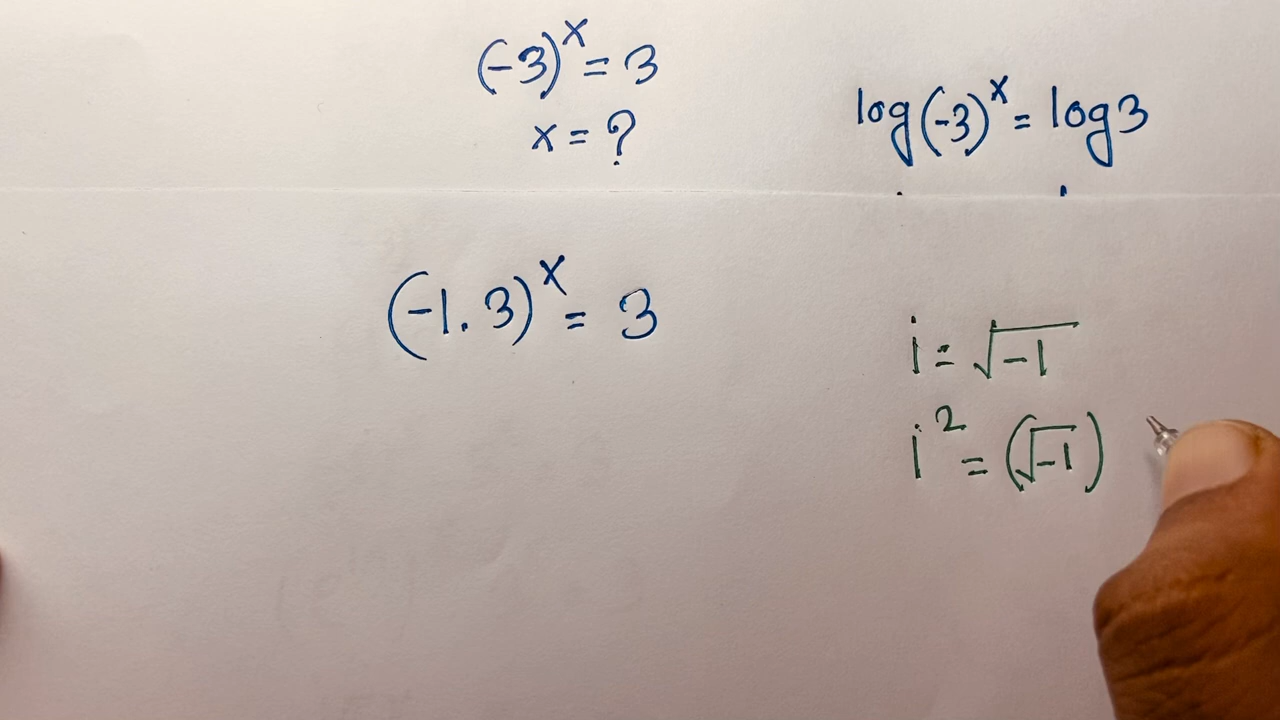 (-3)^x = 3
x = ?
log(-3)^x = log3
(-1.3)^x = 3
i = √-1
i^2 = (√-1)